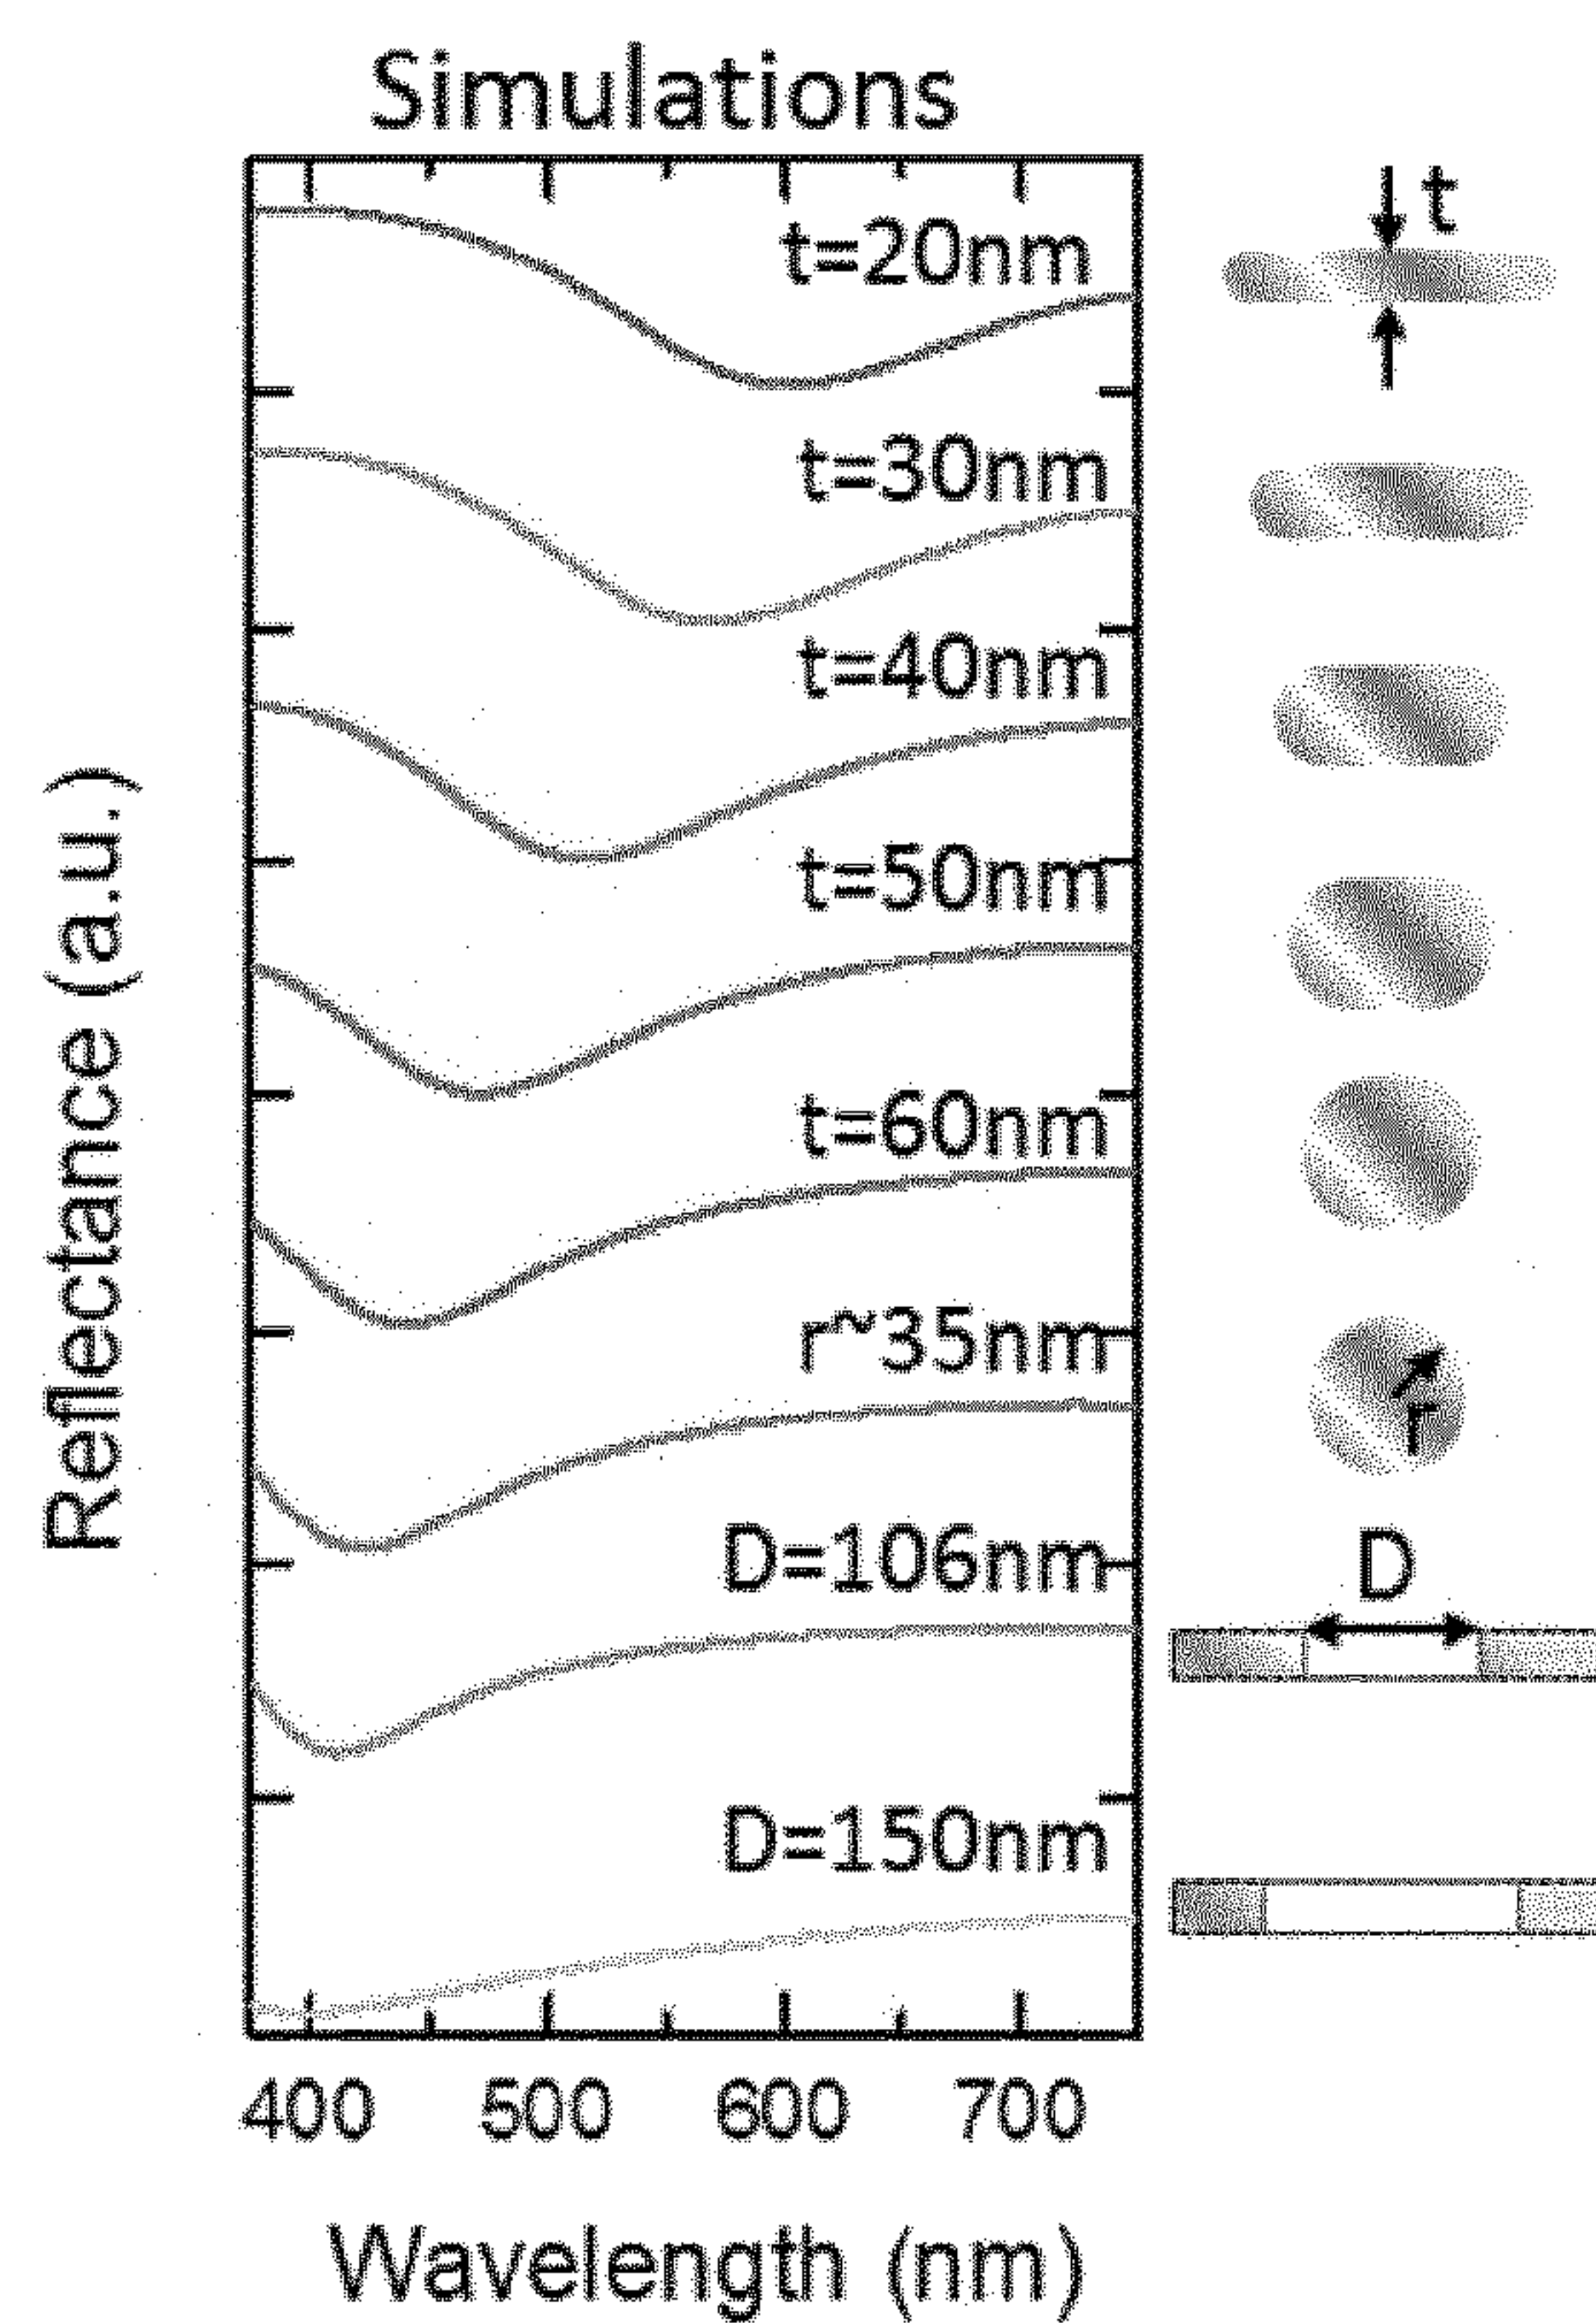 Simulations
t=20nm
t
t=30nm
t=40nm
t=50nm
t=60nm
r~35nm
r
D=106nm
D
D=150nm
Reflectance (a.u.)
400 500 600 700
Wavelength (nm)